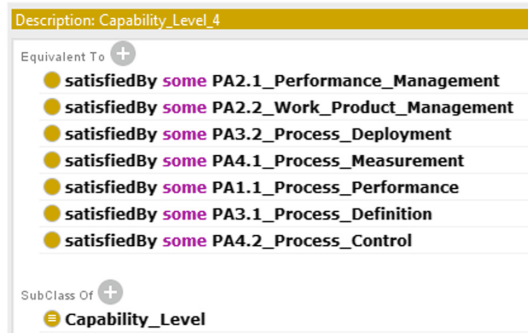 Description: Capability_Level_4
Equivalent To
satisfiedBy some PA2.1_Performance_Management
satisfiedBy some PA2.2_Work_Product_Management
satisfiedBy some PA3.2_Process_Deployment
satisfiedBy some PA4.1_Process_Measurement
satisfiedBy some PA1.1_Process_Performance
satisfiedBy some PA3.1_Process_Definition
satisfiedBy some PA4.2_Process_Control
SubClass Of
Capability_Level